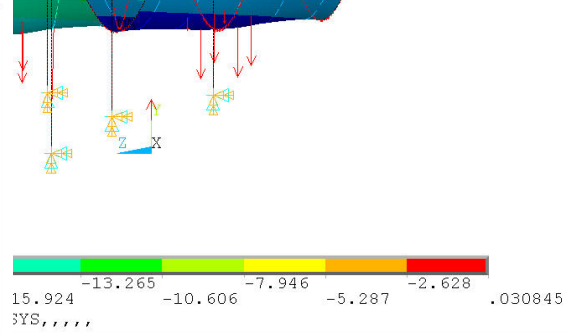 Y
Z X
-13.265 -7.946 -2.628
15.924 -10.606 -5.287 .030845
SYS,,,,,